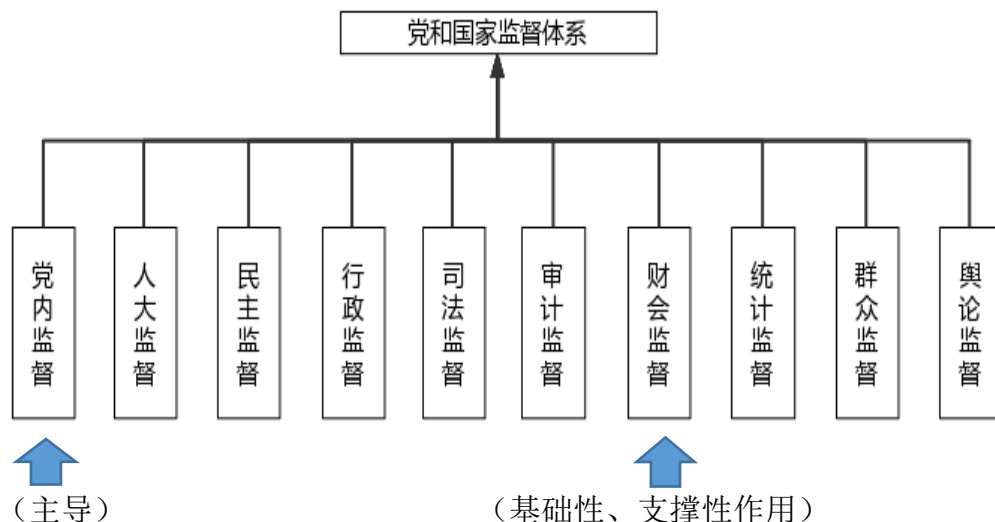 党和国家监督体系
党内监督
人大监督
民主监督
行政监督
司法监督
审计监督
财会监督
统计监督
群众监督
舆论监督
（主导）
（基础性、支撑性作用）